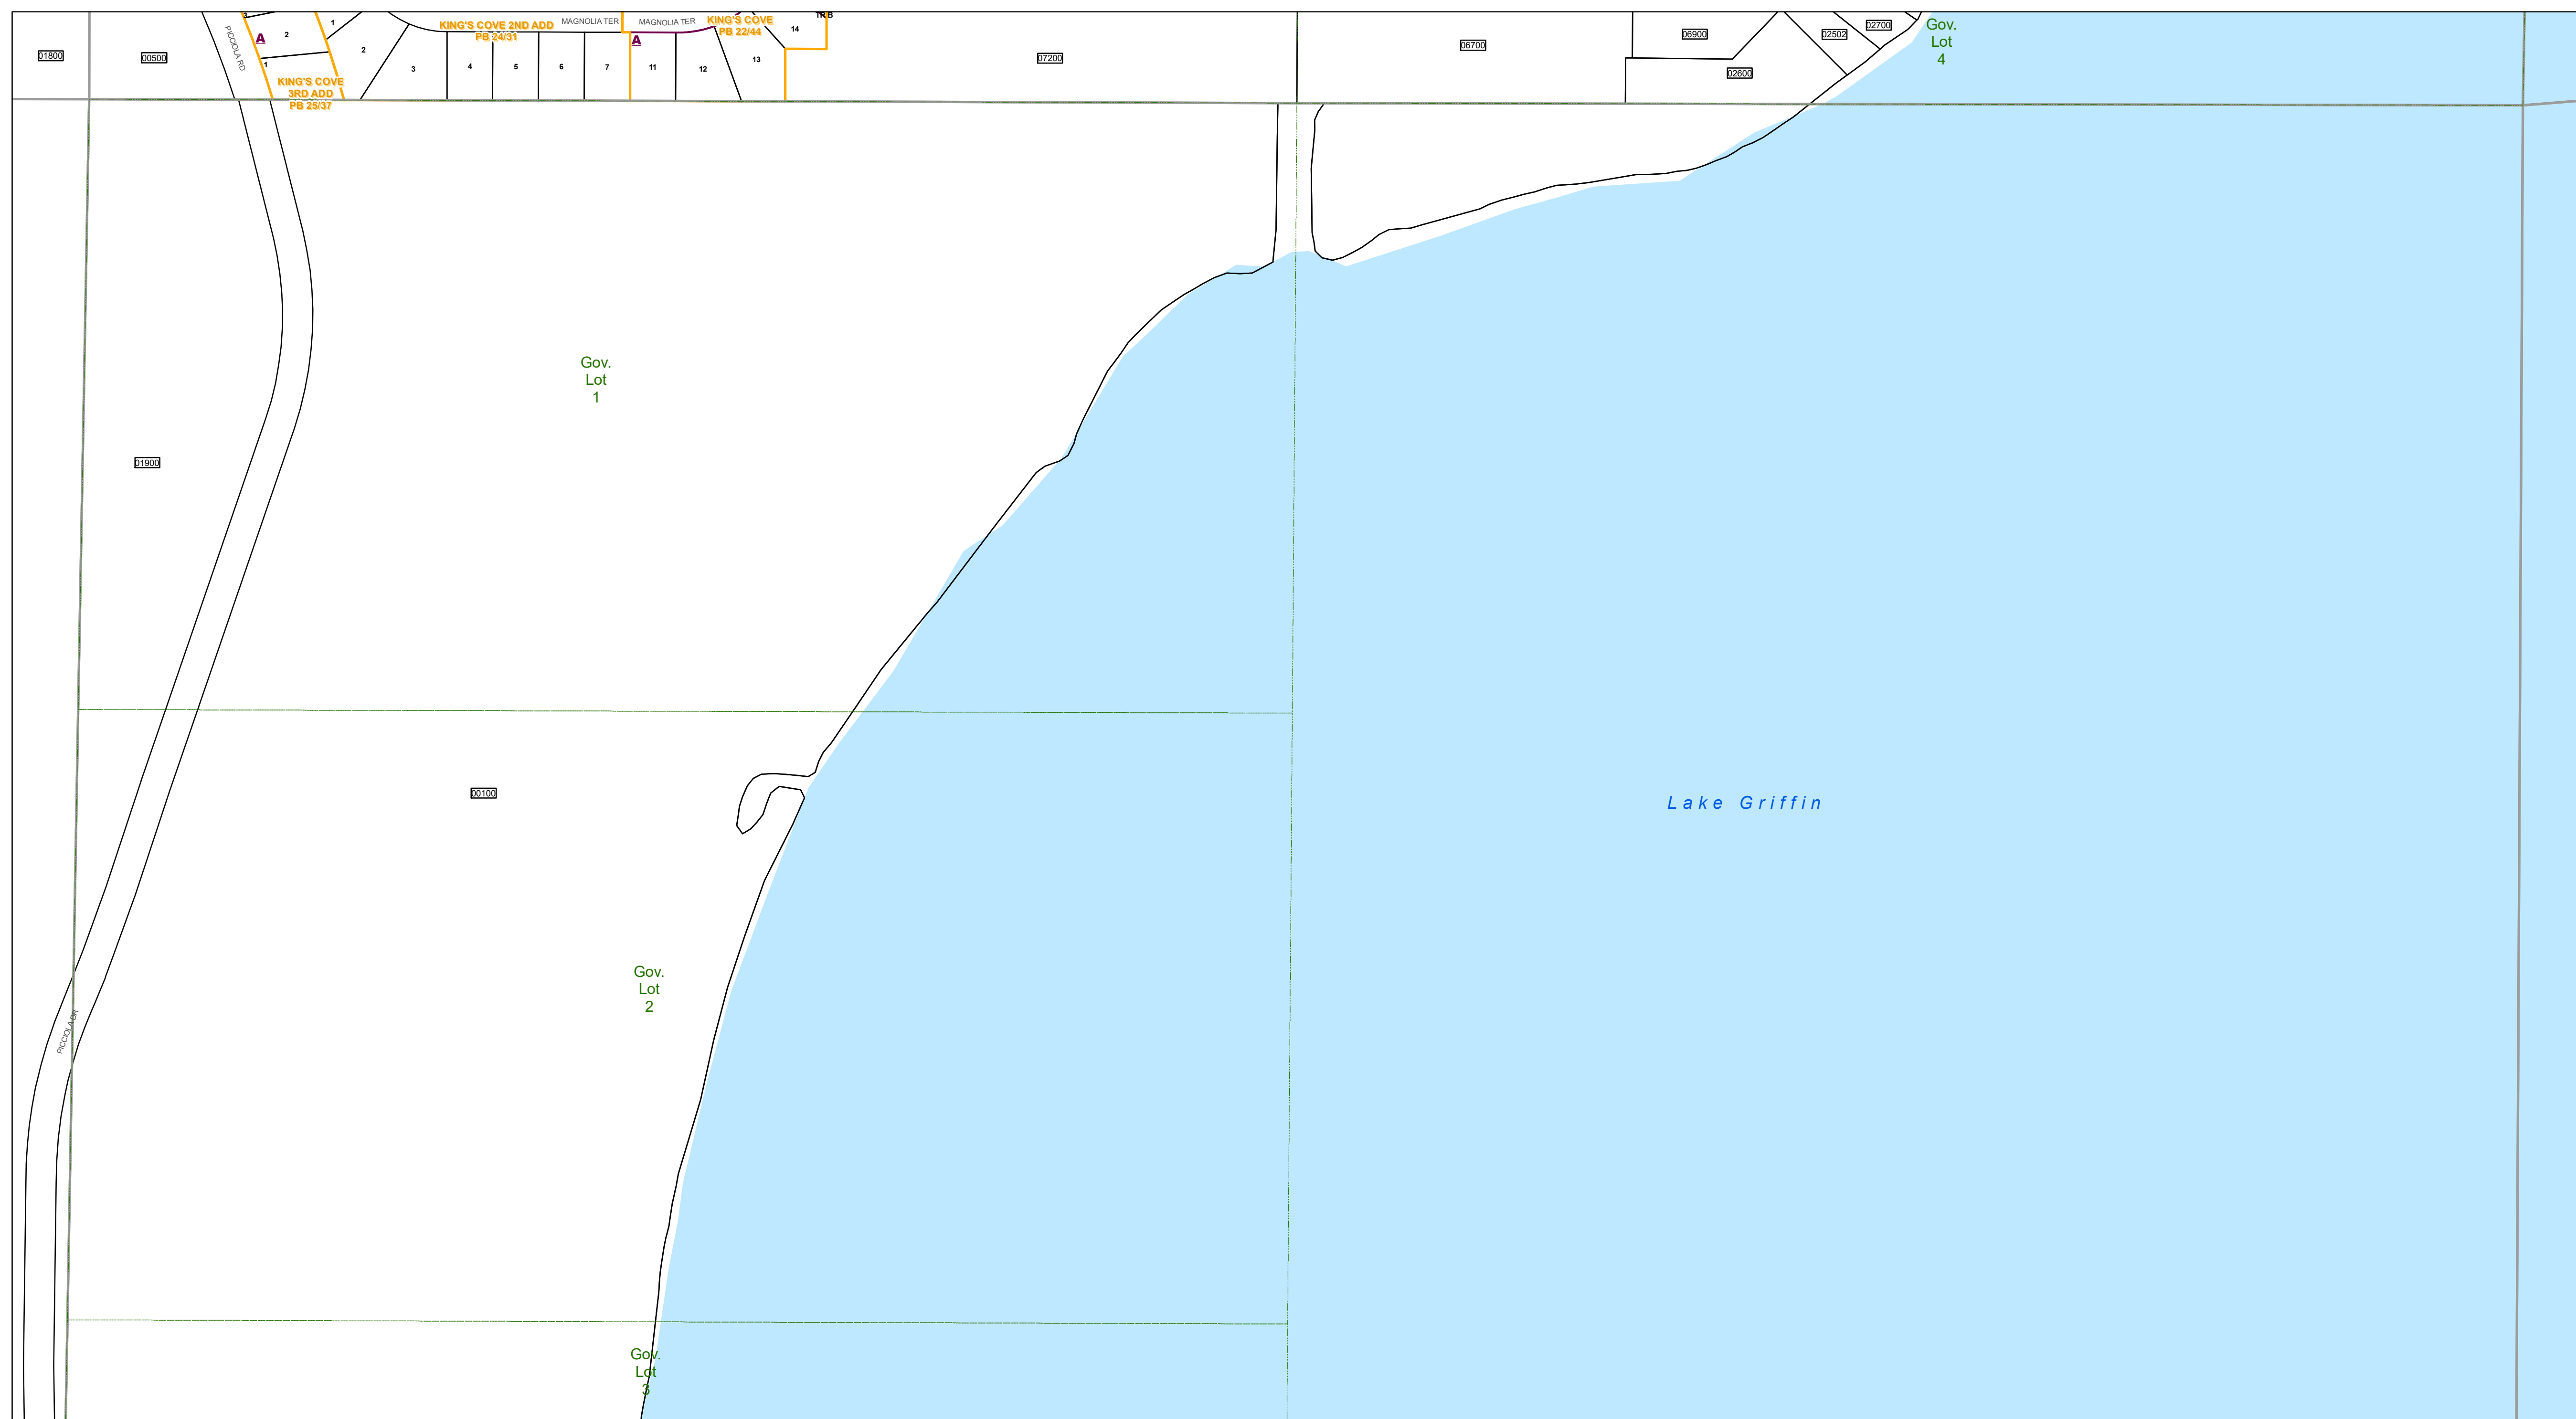 01800
00500
PICCIOLA RD
A
2
1
KING'S COVE
3RD ADD
PB 25/37
1
2
3
KING'S COVE 2ND ADD
PB 24/31
4
5
6
7
MAGNOLIA TER
MAGNOLIA TER
A
11
12
KING'S COVE
PB 22/44
13
14
TR B
07200
06700
06900
02600
02502
02700
Gov.
Lot
4
Gov.
Lot
1
01900
00100
Lake Griffin
Gov.
Lot
2
PICCIOLA DR
Gov.
Lot
3